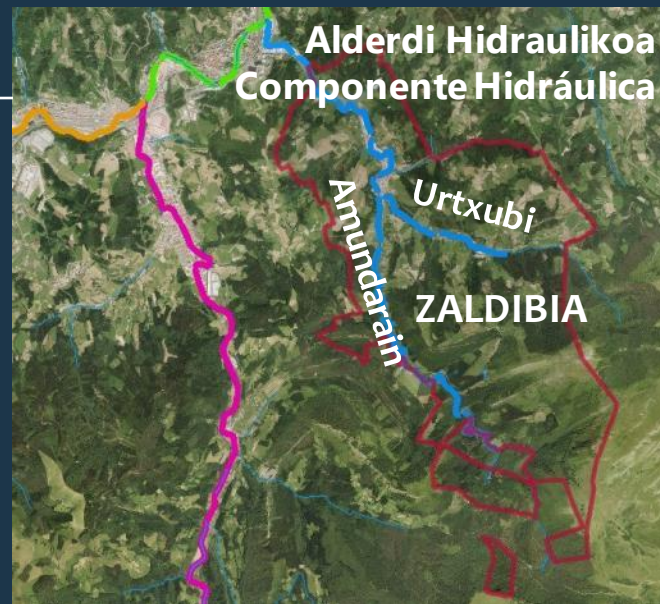 Alderdi Hidraulikoa
Componente Hidráulica
Urtxubi
Amundarain
ZALDIBIA